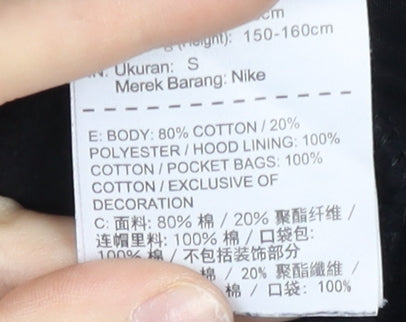 cm
(Height): 150-160cm
IN: Ukuran: S
Merek Barang: Nike
E: BODY: 80% COTTON / 20%
POLYESTER / HOOD LINING: 100%
COTTON / POCKET BAGS: 100%
COTTON / EXCLUSIVE OF
DECORATION
C: 面料: 80% 棉 / 20% 聚酯纤维 /
连帽里料: 100% 棉 / 口袋包:
100% 棉 / 不包括装饰部分
棉 / 20% 聚酯纖維 /
棉 / 口袋: 100%